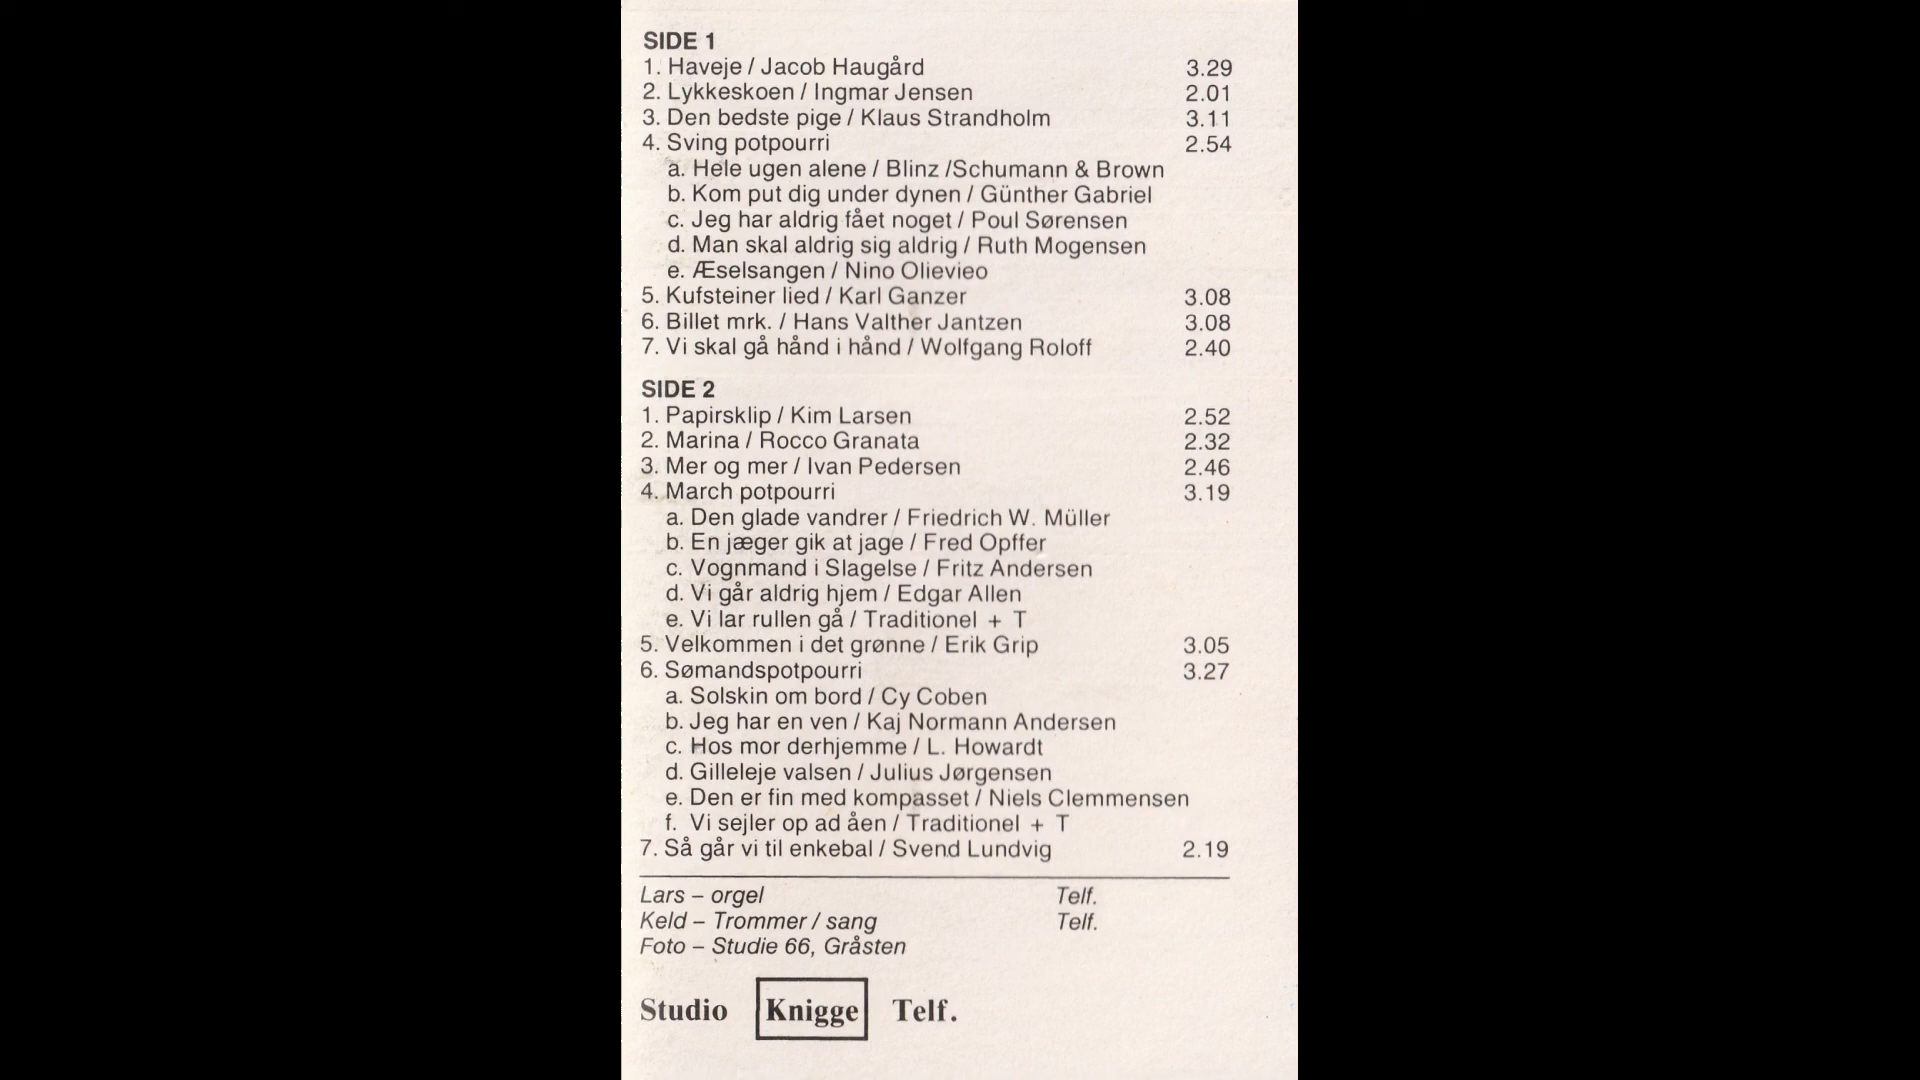 SIDE 1
1. Haveje / Jacob Haugård 3.29
2. Lykkeskoen / Ingmar Jensen 2.01
3. Den bedste pige / Klaus Strandholm 3.11
4. Sving potpourri 2.54
a. Hele ugen alene / Blinz /Schumann & Brown
b. Kom put dig under dynen / Günther Gabriel
c. Jeg har aldrig fået noget / Poul Sørensen
d. Man skal aldrig sig aldrig / Ruth Mogensen
e. Æselsangen / Nino Olievieo
5. Kufsteiner lied / Karl Ganzer 3.08
6. Billet mrk. / Hans Valther Jantzen 3.08
7. Vi skal gå hånd i hånd / Wolfgang Roloff 2.40
SIDE 2
1. Papirsklip / Kim Larsen 2.52
2. Marina / Rocco Granata 2.32
3. Mer og mer / Ivan Pedersen 2.46
4. March potpourri 3.19
a. Den glade vandrer / Friedrich W. Müller
b. En jæger gik at jage / Fred Opffer
c. Vognmand i Slagelse / Fritz Andersen
d. Vi går aldrig hjem / Edgar Allen
e. Vi lar rullen gå / Traditionel + T
5. Velkommen i det grønne / Erik Grip 3.05
6. Sømandspotpourri 3.27
a. Solskin om bord / Cy Coben
b. Jeg har en ven / Kaj Normann Andersen
c. Hos mor derhjemme / L. Howardt
d. Gilleleje valsen / Julius Jørgensen
e. Den er fin med kompasset / Niels Clemmensen
f. Vi sejler op ad åen / Traditionel + T
7. Så går vi til enkebal / Svend Lundvig 2.19
Lars – orgel Telf.
Keld – Trommer / sang Telf.
Foto – Studie 66, Gråsten
Studio Knigge Telf.